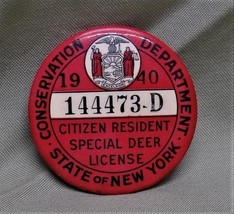 CONSERVATION DEPARTMENT
19 40
144473-D
CITIZEN RESIDENT
SPECIAL DEER
LICENSE
· STATE OF NEW YORK ·